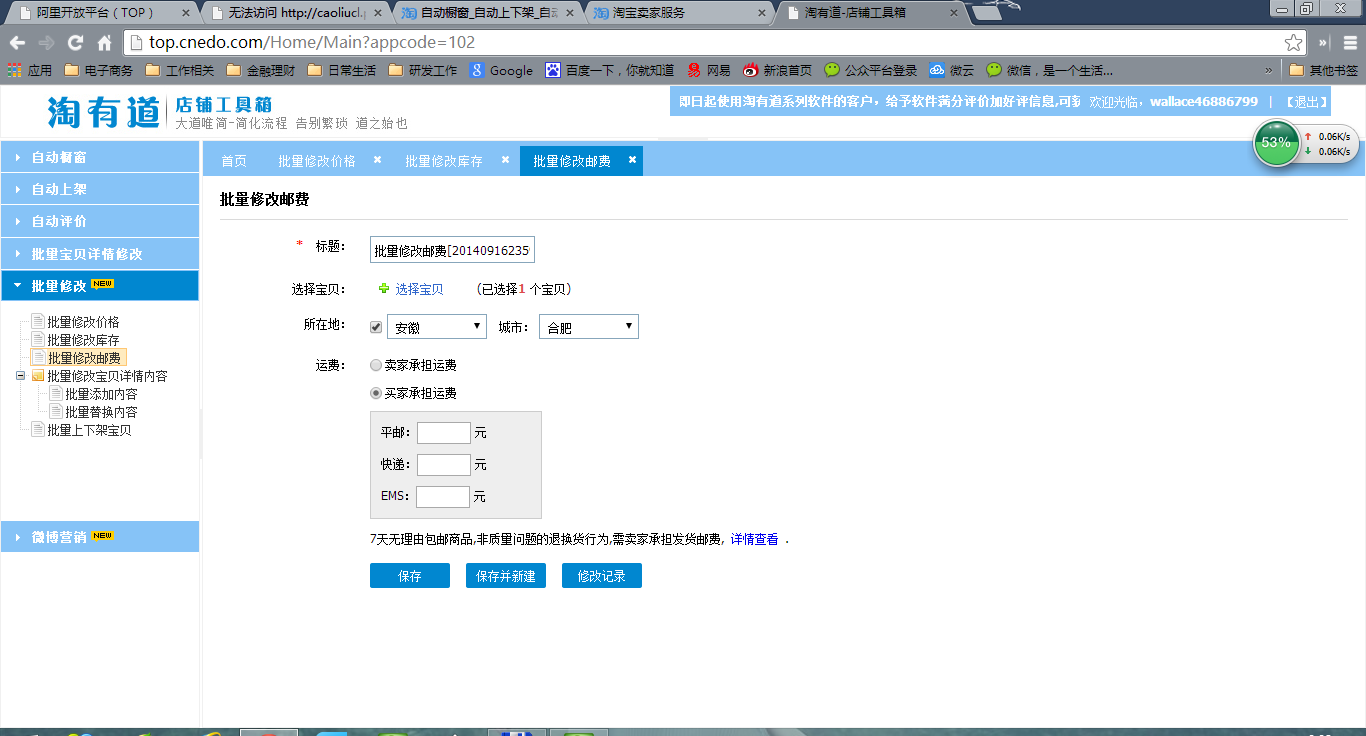 阿里开放平台（TOP） 无法访问 http://caoliucl. 自动橱窗_自动上下架_自动 淘宝卖家服务 淘有道-店铺工具箱
top.cnedo.com/Home/Main?appcode=102
应用 电子商务 工作相关 金融理财 日常生活 研发工作 Google 百度一下，你就知道 网易 新浪首页 公众平台登录 微云 微信，是一个生活... » 其他书签
淘有道 店铺工具箱
大道唯简-简化流程 告别繁琐 道之始也
即日起使用淘有道系列软件的客户，给予软件满分评价加好评信息,可 欢迎光临，wallace46886799 | 【退出】
53% 0.06K/s
0.06K/s
自动橱窗
自动上架
自动评价
批量宝贝详情修改
批量修改 NEW
批量修改价格
批量修改库存
批量修改邮费
批量修改宝贝详情内容
批量添加内容
批量替换内容
批量上下架宝贝
微博营销 NEW
首页 批量修改价格 批量修改库存 批量修改邮费
批量修改邮费
* 标题： 批量修改邮费[20140916235
选择宝贝： 选择宝贝 （已选择1 个宝贝）
所在地： 安徽 城市： 合肥
运费： 卖家承担运费
买家承担运费
平邮： 元
快递： 元
EMS： 元
7天无理由包邮商品,非质量问题的退换货行为,需卖家承担发货邮费, 详情查看 .
保存 保存并新建 修改记录